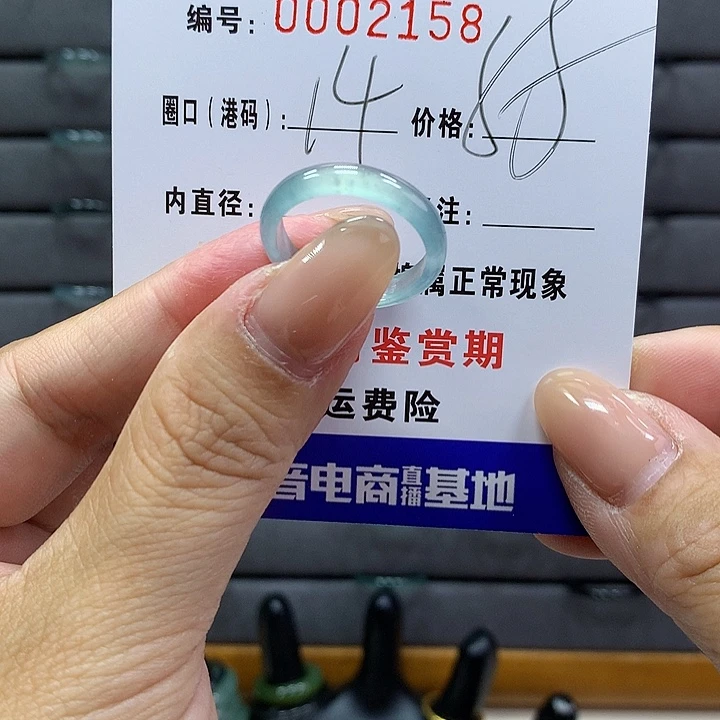 编号: 0002158
圈口(港码): 14 价格: 68
内直径: 注:
属正常现象
鉴赏期
运费险
音电商直播基地